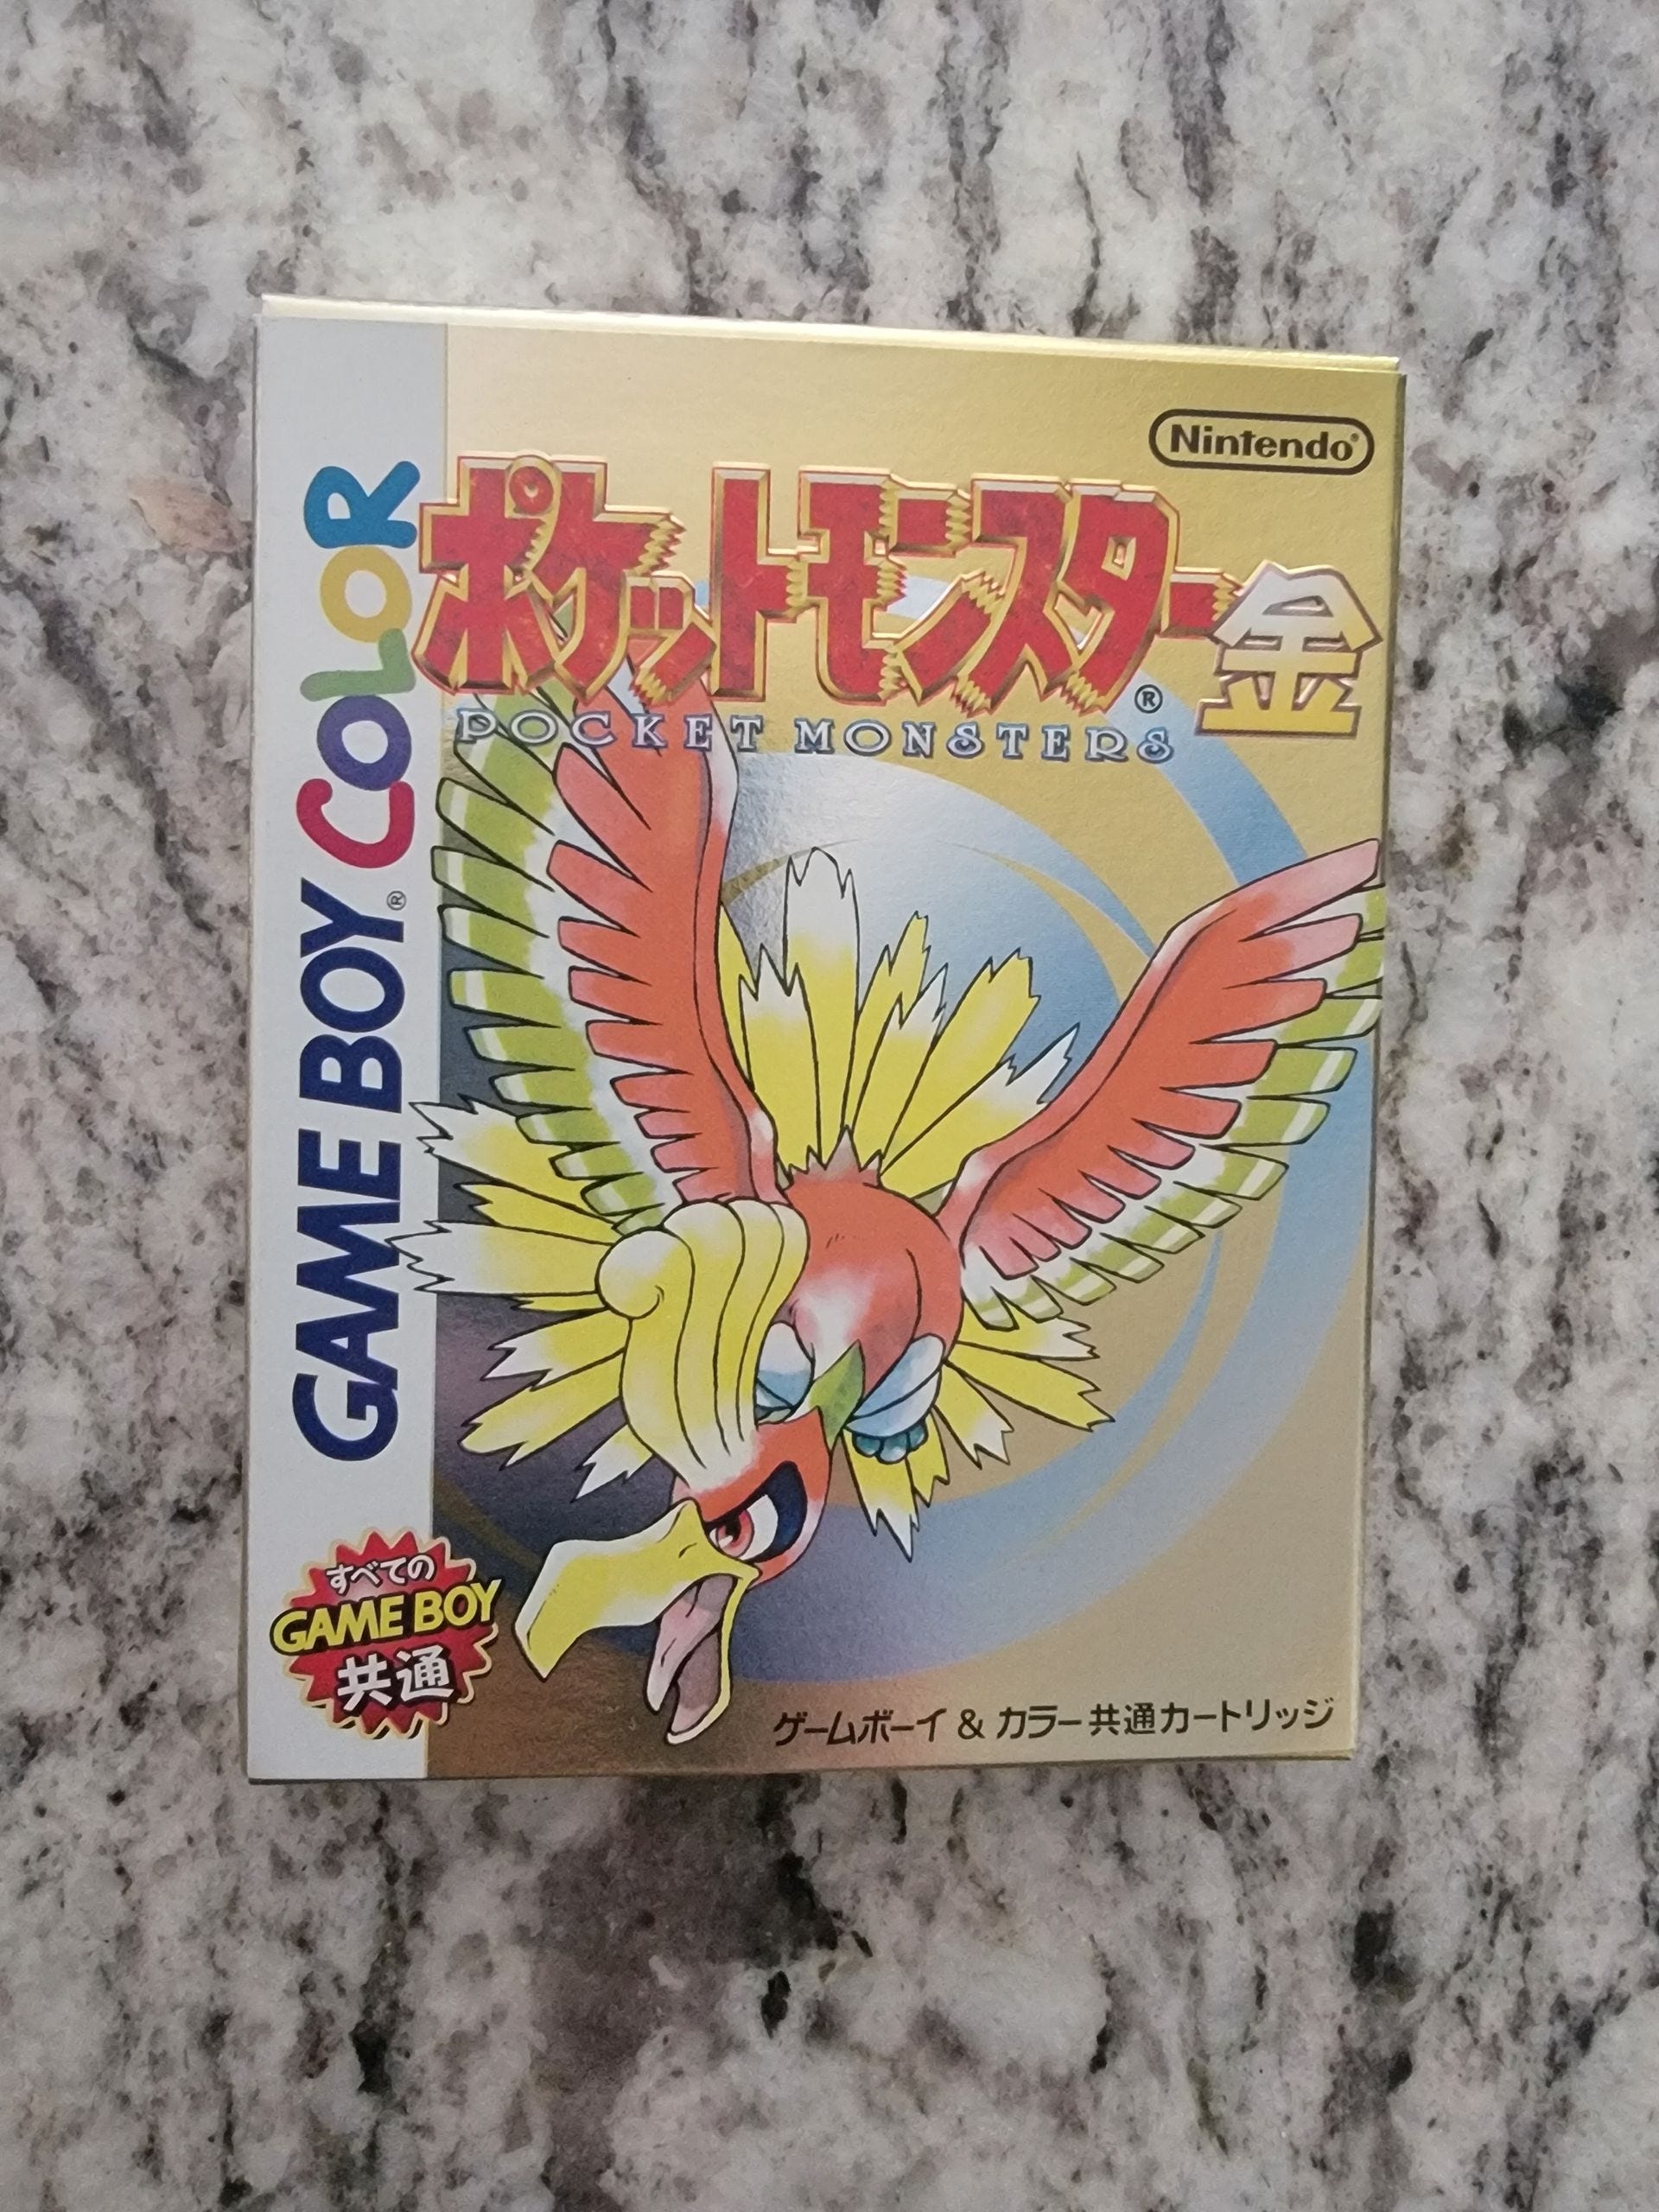 Nintendo®
ポケットモンスター金
®
POCKET MONSTERS
GAME BOY COLOR
®
すべての
GAME BOY
共通
ゲームボーイ & カラー共通カートリッジ